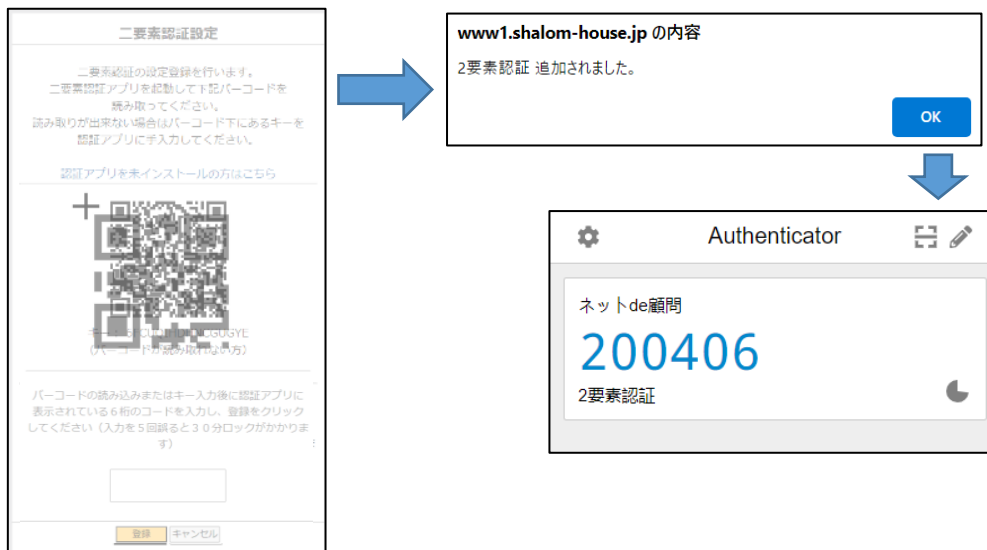 二要素認証設定
二要素認証の設定登録を行います。
二要素認証アプリを起動して下記バーコードを
読み取ってください。
読み取りが出来ない場合はバーコード下にあるキーを
認証アプリに手入力してください。
認証アプリを未インストールの方はこちら
(バーコードが読み取れない方)
バーコードの読み込みまたはキー入力後に認証アプリに
表示されている6桁のコードを入力し、登録をクリック
してください（入力を5回誤ると30分ロックがかかりま
す）
登録 キャンセル
www1.shalom-house.jp の内容
2要素認証 追加されました。
OK
Authenticator
ネットde顧問
200406
2要素認証